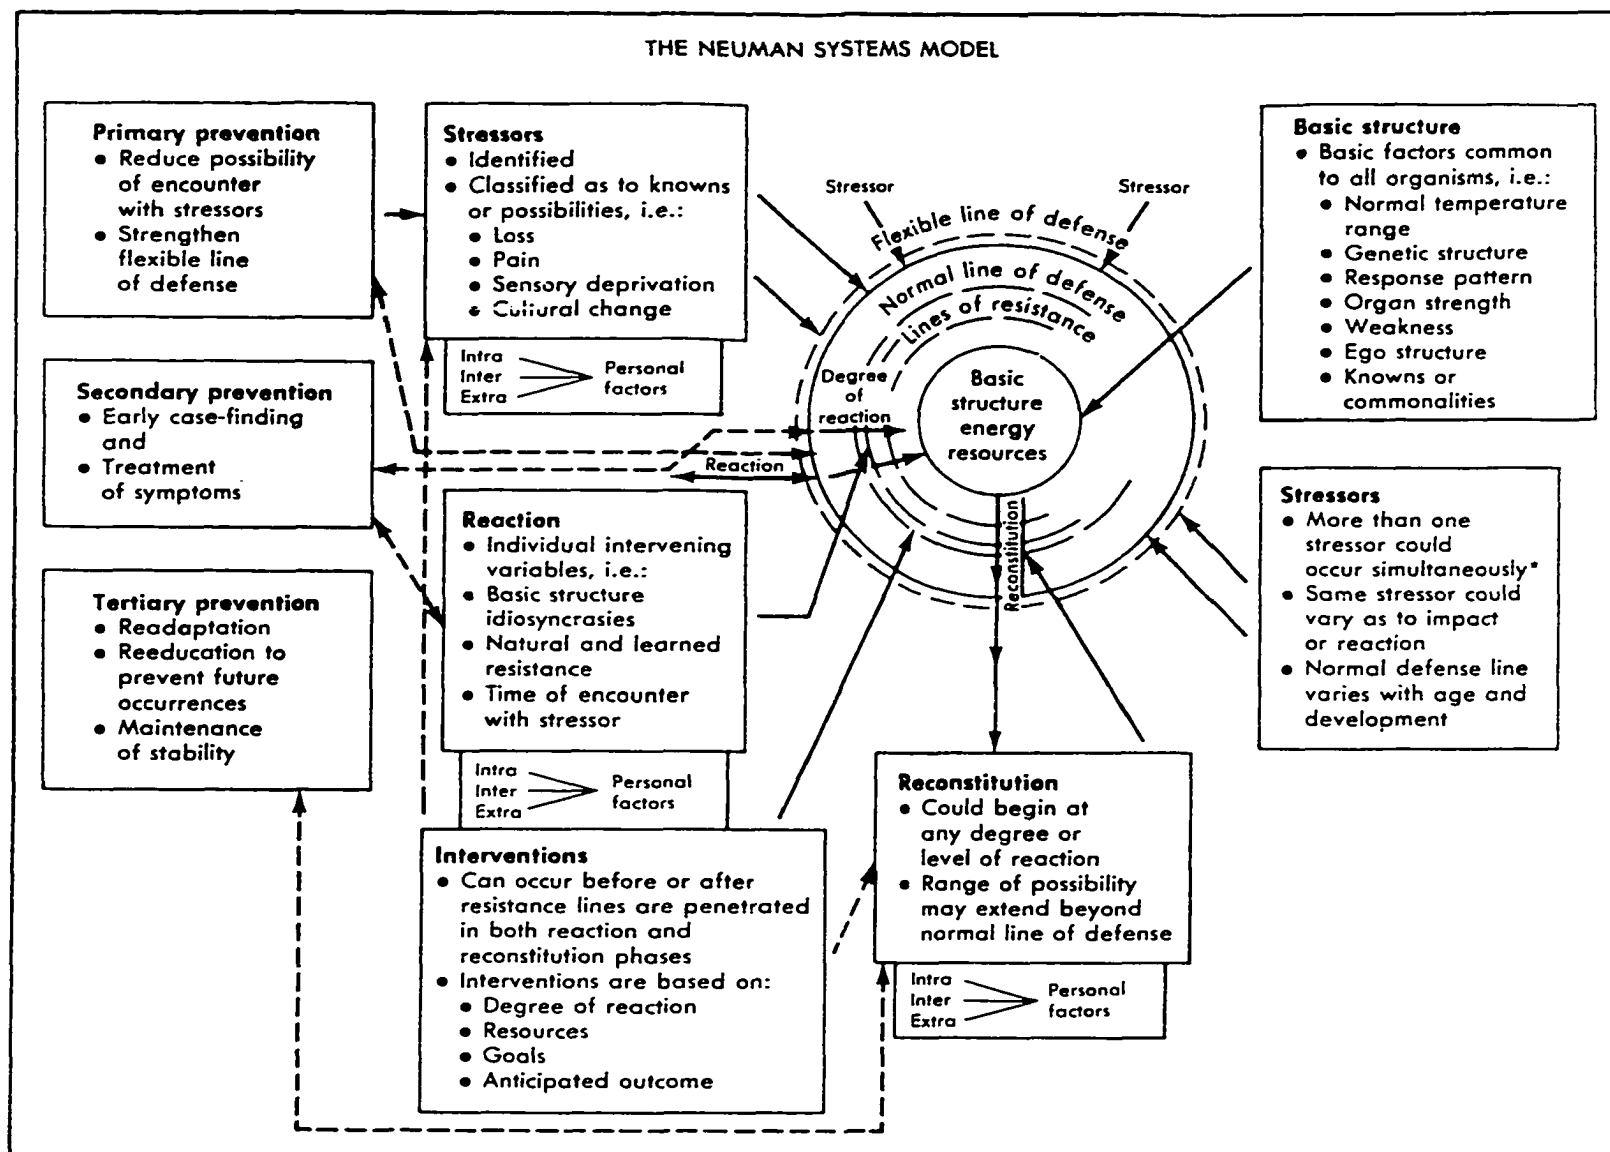 THE NEUMAN SYSTEMS MODEL
Primary prevention
• Reduce possibility
of encounter
with stressors
• Strengthen
flexible line
of defense
Secondary prevention
• Early case-finding
and
• Treatment
of symptoms
Tertiary prevention
• Readaptation
• Reeducation to
prevent future
occurrences
• Maintenance
of stability
Stressors
• Identified
• Classified as to knowns
or possibilities, i.e.:
• Loss
• Pain
• Sensory deprivation
• Cultural change
Intra
Inter
Extra
Personal
factors
Reaction
• Individual intervening
variables, i.e.:
• Basic structure
idiosyncrasies
• Natural and learned
resistance
• Time of encounter
with stressor
Intra
Inter
Extra
Personal
factors
Interventions
• Can occur before or after
resistance lines are penetrated
in both reaction and
reconstitution phases
• Interventions are based on:
• Degree of reaction
• Resources
• Goals
• Anticipated outcome
Stressor
Stressor
Flexible line of defense
Normal line of defense
Lines of resistance
Degree
of
reaction
Basic
structure
energy
resources
Reaction
Reconstitution
Reconstitution
• Could begin at
any degree or
level of reaction
• Range of possibility
may extend beyond
normal line of defense
Intra
Inter
Extra
Personal
factors
Basic structure
• Basic factors common
to all organisms, i.e.:
• Normal temperature
range
• Genetic structure
• Response pattern
• Organ strength
• Weakness
• Ego structure
• Knowns or
commonalities
Stressors
• More than one
stressor could
occur simultaneously*
• Same stressor could
vary as to impact
or reaction
• Normal defense line
varies with age and
development